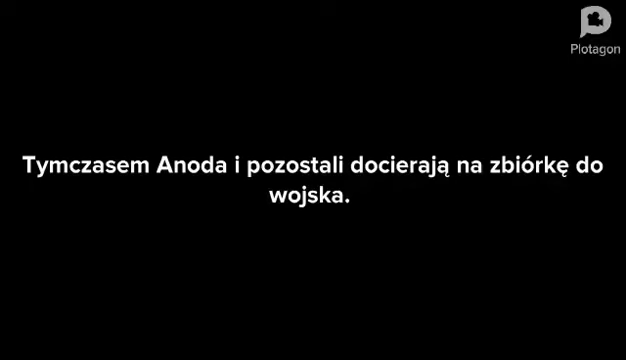 Plotagon
Tymczasem Anoda i pozostali docierają na zbiórkę do
wojska.